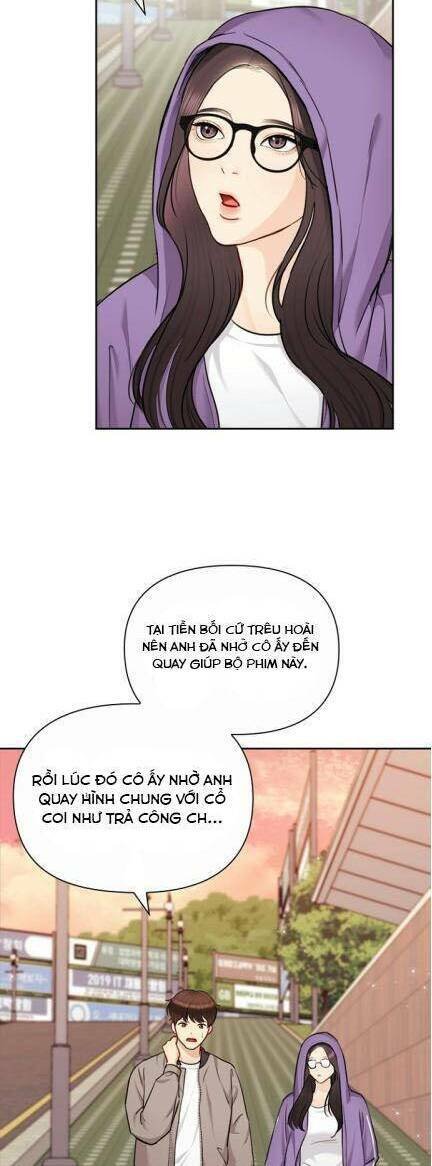 TẠI TIỀN BỐI CỨ TRÊU HOÀI
NÊN ANH ĐÃ NHỜ CÔ ẤY ĐẾN
QUAY GIÚP BỘ PHIM NÀY.
RỒI LÚC ĐÓ CÔ ẤY NHỜ ANH
QUAY HÌNH CHUNG VỚI CỔ
COI NHƯ TRẢ CÔNG CH...
2019 IT